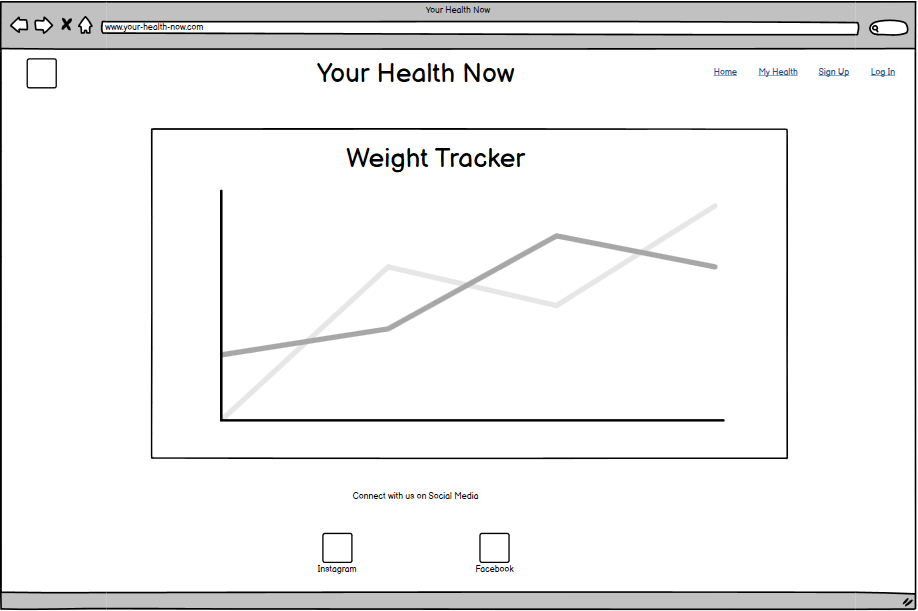 Your Health Now
www.your-health-now.com
Your Health Now
Home My Health Sign Up Log In
Weight Tracker
Connect with us on Social Media
Instagram Facebook